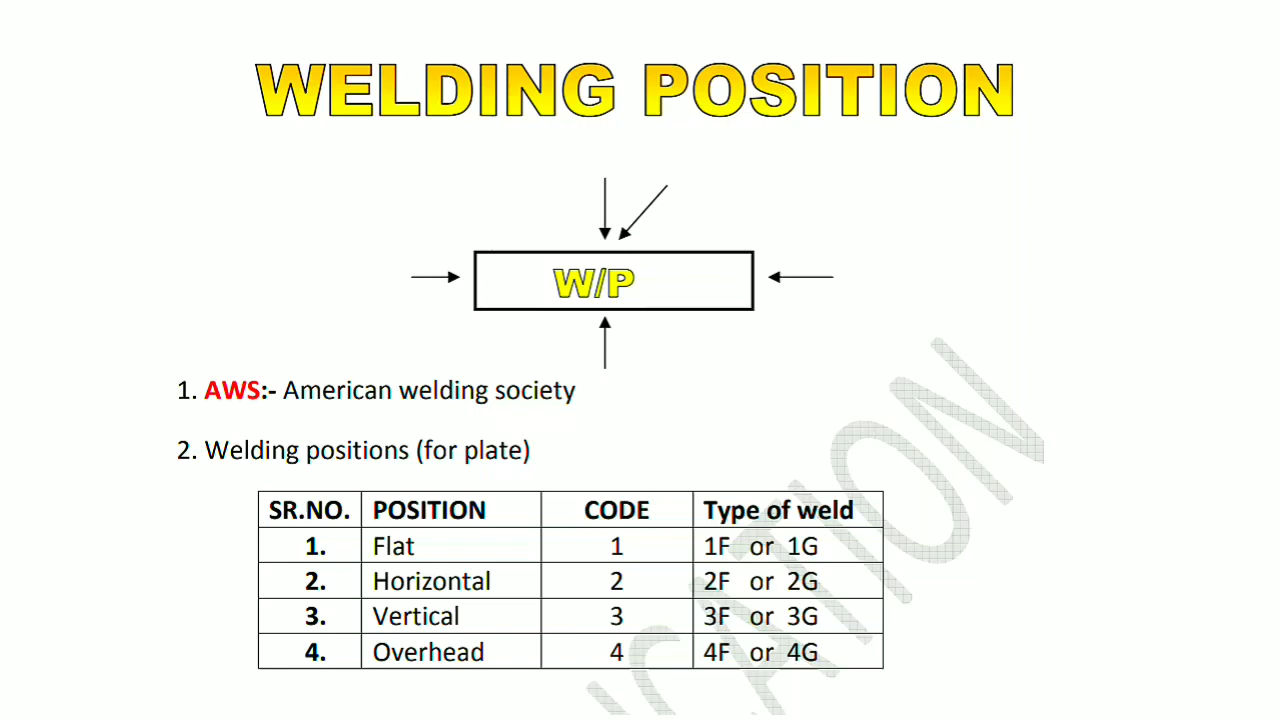 WELDING POSITION
W/P
1. AWS:- American welding society
2. Welding positions (for plate)
SR.NO. POSITION CODE Type of weld
1. Flat 1 1F or 1G
2. Horizontal 2 2F or 2G
3. Vertical 3 3F or 3G
4. Overhead 4 4F or 4G
ICATION